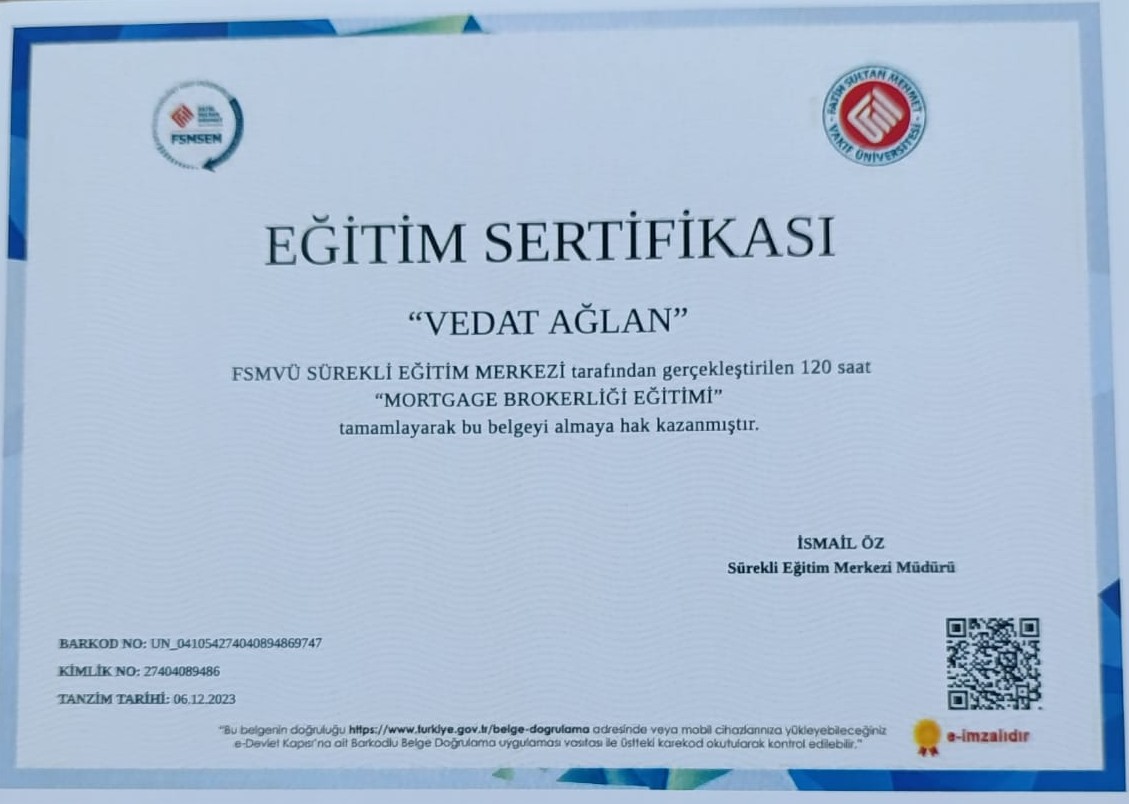 FSMSEN
FATİH SULTAN MEHMET
VAKIF ÜNİVERSİTESİ
EĞİTİM SERTİFİKASI
“VEDAT AĞLAN”
FSMVÜ SÜREKLİ EĞİTİM MERKEZİ tarafından gerçekleştirilen 120 saat
“MORTGAGE BROKERLİĞİ EĞİTİMİ”
tamamlayarak bu belgeyi almaya hak kazanmıştır.
İSMAİL ÖZ
Sürekli Eğitim Merkezi Müdürü
BARKOD NO: UN_041054274040894869747
KİMLİK NO: 27404089486
TANZİM TARİHİ: 06.12.2023
“Bu belgenin doğruluğu https://www.turkiye.gov.tr/belge-dogrulama adresinde veya mobil cihazlarınıza yükleyebileceğiniz
e-Devlet Kapısı’na ait Barkodlu Belge Doğrulama uygulaması vasıtası ile üstteki karekod okutularak kontrol edilebilir.”
e-imzalıdır